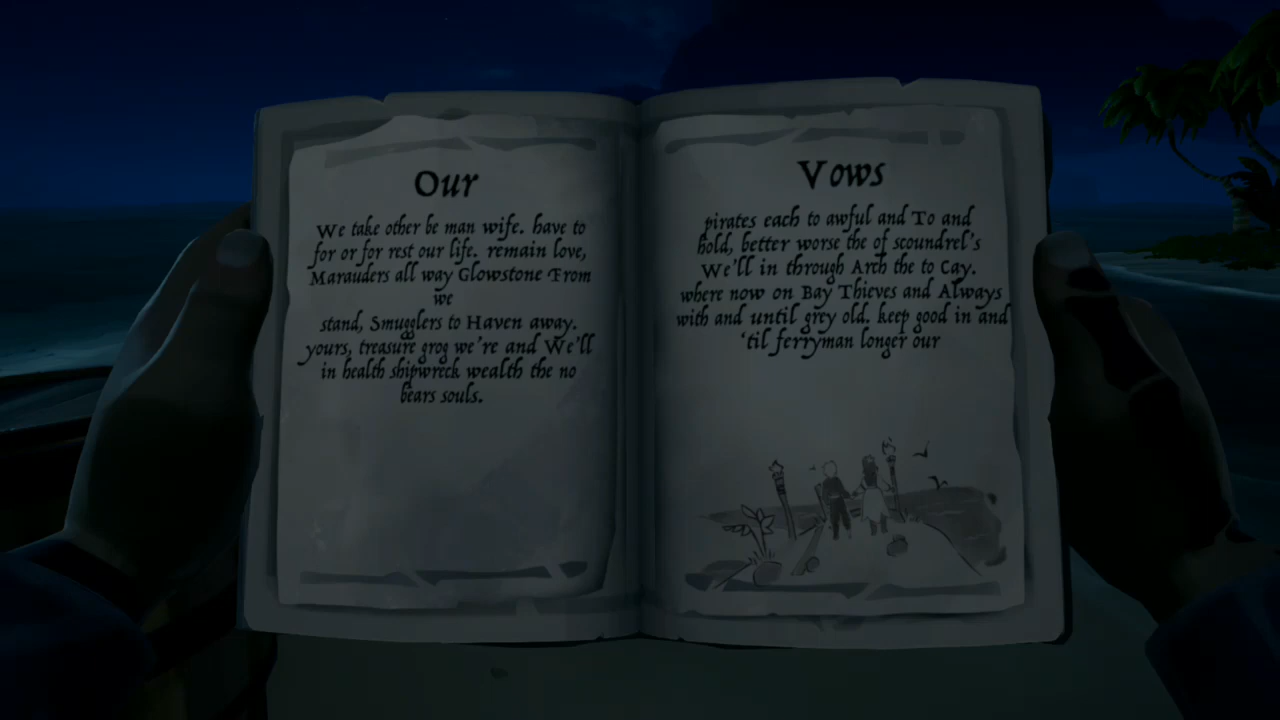 Our
We take other be man wife. have to
for or for rest our life. remain love,
Marauders all way Glowstone From
we
stand, Smugglers to Haven away.
yours, treasure grog we're and We'll
in health shipwreck wealth the no
bears souls.
Vows
pirates each to awful and To and
hold, better worse the of scoundrel's
We'll in through Arch the to Cay.
where now on Bay Thieves and Always
with and until grey old. keep good in and
'til ferryman longer our